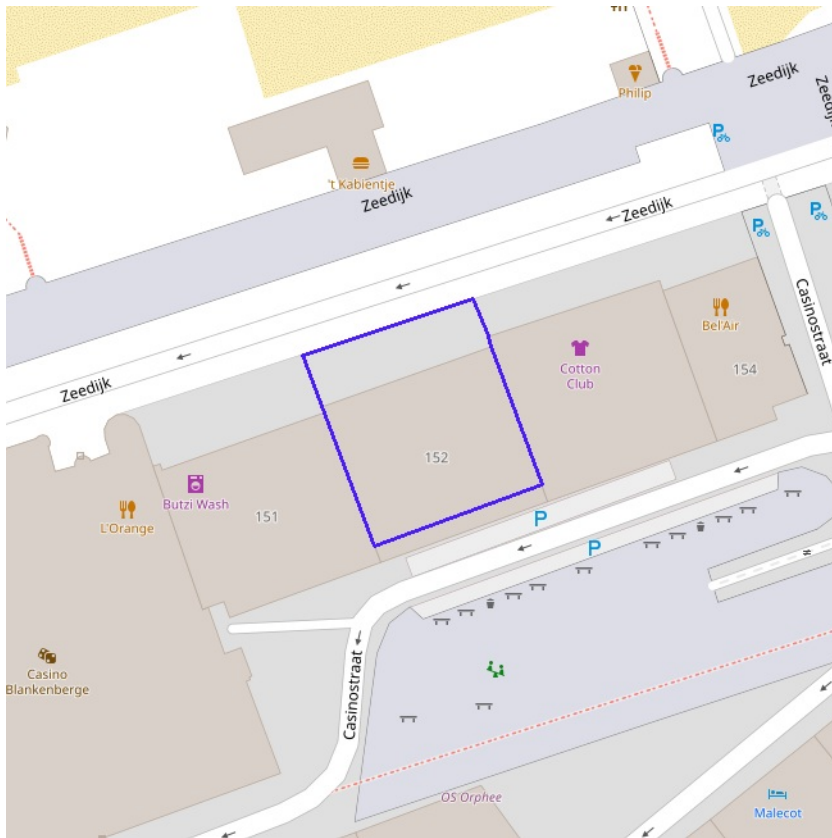 Zeedijk
Zeedijk
Philip
't Kabientje
Zeedijk
Zeedijk
Casinostraat
Bel'Air
Cotton
Club
154
Zeedijk
152
Butzi Wash
151
L'Orange
P
P
Casino
Blankenberge
Casinostraat
OS Orphee
Malecot